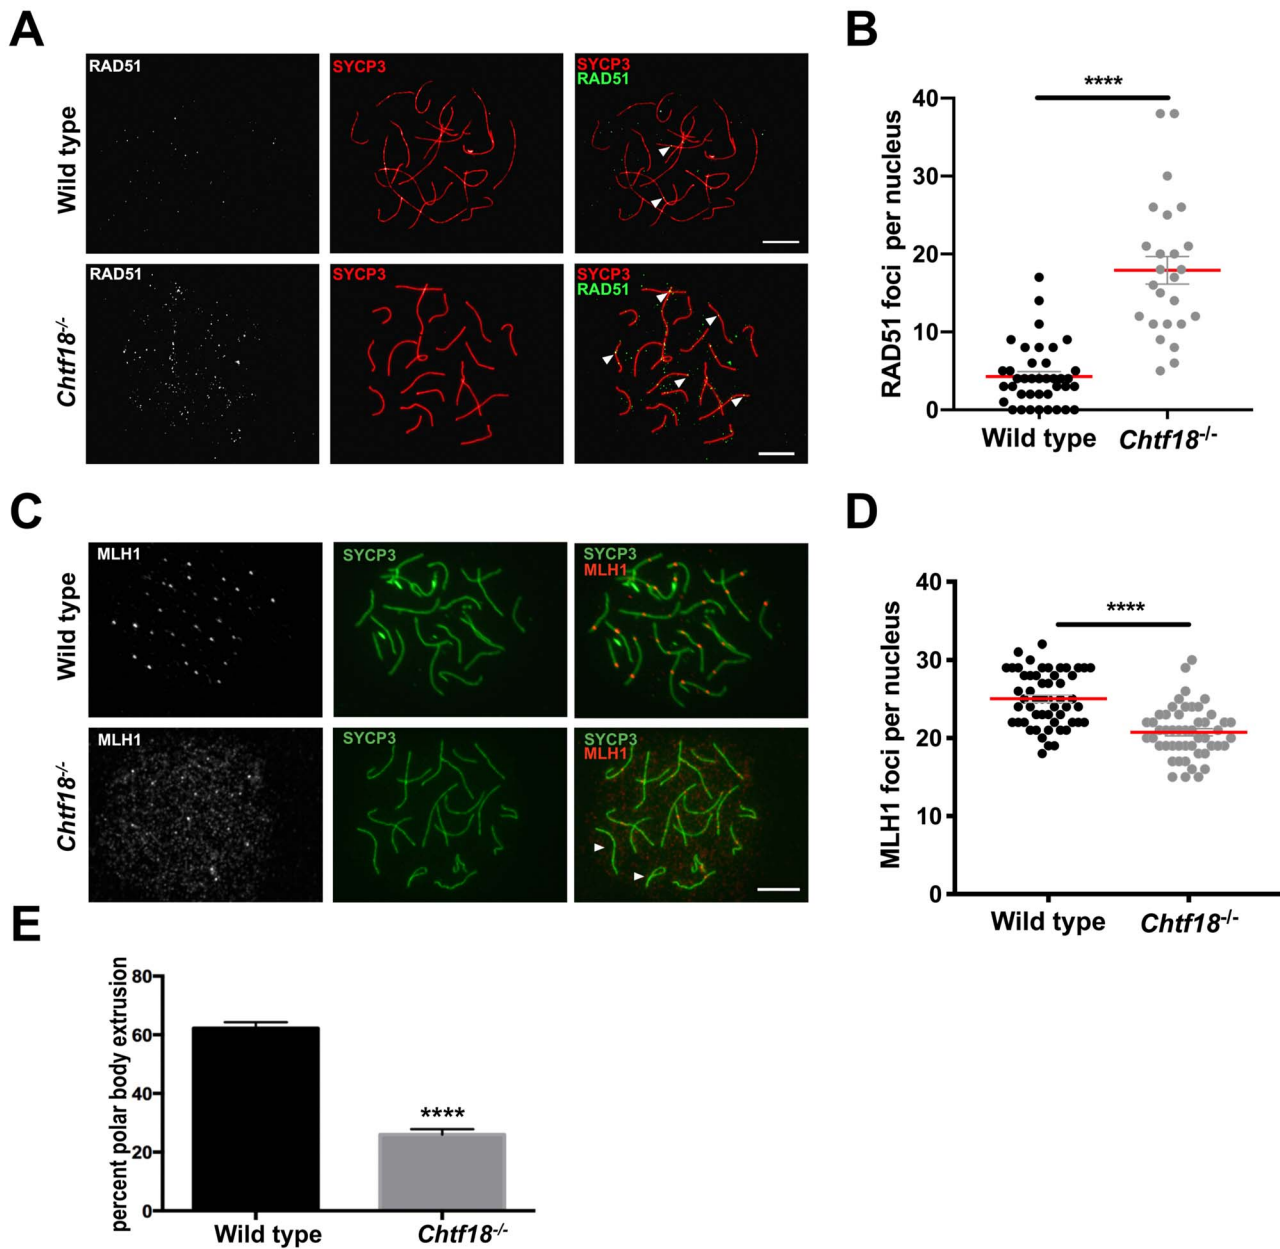 A
RAD51
SYCP3
SYCP3
RAD51
Wild type
RAD51
SYCP3
SYCP3
RAD51
Chtf18-/-
B
****
RAD51 foci per nucleus
40
30
20
10
0
Wild type
Chtf18-/-
C
MLH1
SYCP3
SYCP3
MLH1
Wild type
MLH1
SYCP3
SYCP3
MLH1
Chtf18-/-
D
****
MLH1 foci per nucleus
40
30
20
10
0
Wild type
Chtf18-/-
E
percent polar body extrusion
80
60
40
20
0
****
Wild type
Chtf18-/-